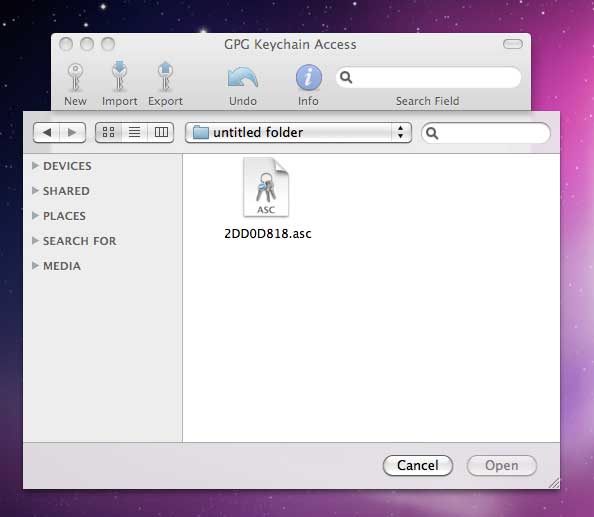 GPG Keychain Access
New Import Export Undo Info Search Field
untitled folder
DEVICES
SHARED
PLACES
SEARCH FOR
MEDIA
ASC
2DD0D818.asc
Cancel Open